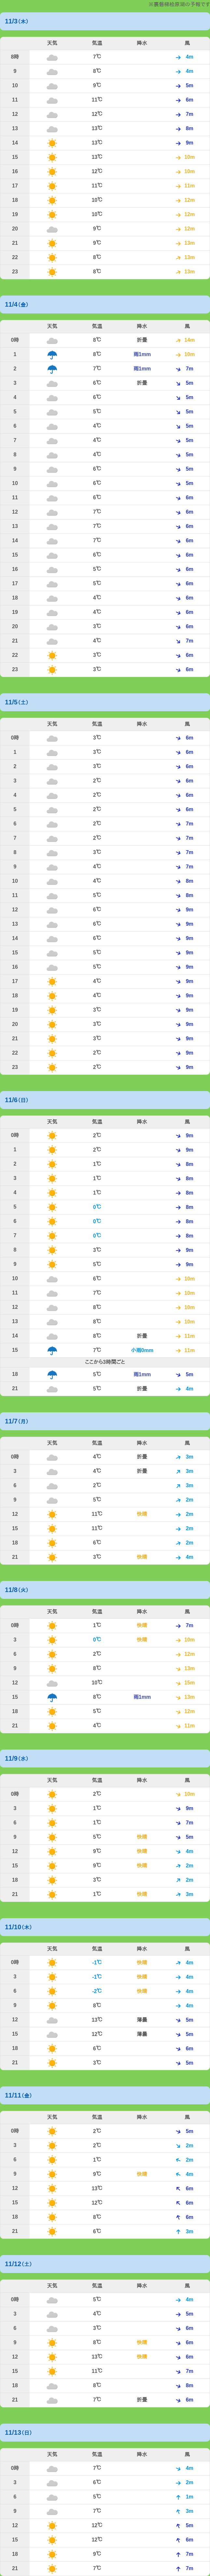 11/3(木)
天気 気温 降水 風
8時 7℃ 4m
9 8℃ 4m
10 9℃ 5m
11 11℃ 6m
12 12℃ 7m
13 13℃ 8m
14 13℃ 9m
15 13℃ 10m
16 12℃ 10m
17 11℃ 11m
18 10℃ 12m
19 10℃ 12m
20 9℃ 12m
21 9℃ 13m
22 8℃ 13m
23 8℃ 13m
11/4(金)
天気 気温 降水 風
0時 8℃ 折曇 14m
1 8℃ 雨1mm 10m
2 7℃ 雨1mm 7m
3 6℃ 折曇 5m
4 6℃ 5m
5 5℃ 5m
6 4℃ 5m
7 4℃ 5m
8 4℃ 5m
9 6℃ 5m
10 6℃ 5m
11 6℃ 6m
12 7℃ 6m
13 7℃ 6m
14 7℃ 6m
15 6℃ 6m
16 5℃ 6m
17 5℃ 6m
18 4℃ 6m
19 4℃ 6m
20 3℃ 6m
21 4℃ 7m
22 3℃ 6m
23 3℃ 6m
11/5(土)
天気 気温 降水 風
0時 3℃ 6m
1 3℃ 6m
2 3℃ 6m
3 2℃ 6m
4 2℃ 6m
5 2℃ 6m
6 2℃ 7m
7 2℃ 7m
8 3℃ 7m
9 4℃ 7m
10 4℃ 8m
11 5℃ 8m
12 6℃ 9m
13 6℃ 9m
14 6℃ 9m
15 5℃ 9m
16 5℃ 9m
17 4℃ 9m
18 4℃ 9m
19 3℃ 9m
20 3℃ 9m
21 3℃ 9m
22 2℃ 9m
23 2℃ 9m
11/6(日)
天気 気温 降水 風
0時 2℃ 9m
1 2℃ 9m
2 1℃ 8m
3 1℃ 8m
4 1℃ 8m
5 0℃ 8m
6 0℃ 8m
7 0℃ 8m
8 3℃ 9m
9 5℃ 9m
10 6℃ 10m
11 7℃ 10m
12 8℃ 10m
13 8℃ 10m
14 8℃ 折曇 11m
15 7℃ 小雨0mm 11m
ここから3時間ごと
18 5℃ 雨1mm 5m
21 5℃ 折曇 4m
11/7(月)
天気 気温 降水 風
0時 4℃ 折曇 3m
3 4℃ 折曇 3m
6 2℃ 3m
9 5℃ 2m
12 11℃ 快晴 2m
15 11℃ 2m
18 6℃ 2m
21 3℃ 快晴 4m
11/8(火)
天気 気温 降水 風
0時 1℃ 快晴 7m
3 0℃ 快晴 10m
6 2℃ 12m
9 8℃ 13m
12 10℃ 15m
15 8℃ 雨1mm 13m
18 5℃ 12m
21 4℃ 11m
11/9(水)
天気 気温 降水 風
0時 2℃ 10m
3 1℃ 9m
6 1℃ 7m
9 5℃ 快晴 5m
12 9℃ 快晴 4m
15 9℃ 快晴 2m
18 3℃ 2m
21 1℃ 快晴 3m
11/10(木)
天気 気温 降水 風
0時 -1℃ 快晴 4m
3 -1℃ 快晴 4m
6 -2℃ 快晴 4m
9 8℃ 4m
12 13℃ 薄曇 5m
15 12℃ 薄曇 5m
18 6℃ 6m
21 3℃ 5m
11/11(金)
天気 気温 降水 風
0時 2℃ 5m
3 2℃ 2m
6 1℃ 2m
9 9℃ 快晴 4m
12 13℃ 6m
15 12℃ 6m
18 8℃ 6m
21 6℃ 3m
11/12(土)
天気 気温 降水 風
0時 5℃ 4m
3 4℃ 5m
6 3℃ 6m
9 8℃ 快晴 6m
12 13℃ 快晴 6m
15 11℃ 7m
18 8℃ 8m
21 7℃ 折曇 6m
11/13(日)
天気 気温 降水 風
0時 7℃ 4m
3 6℃ 2m
6 5℃ 1m
9 7℃ 3m
12 12℃ 5m
15 12℃ 6m
18 9℃ 7m
21 7℃ 7m